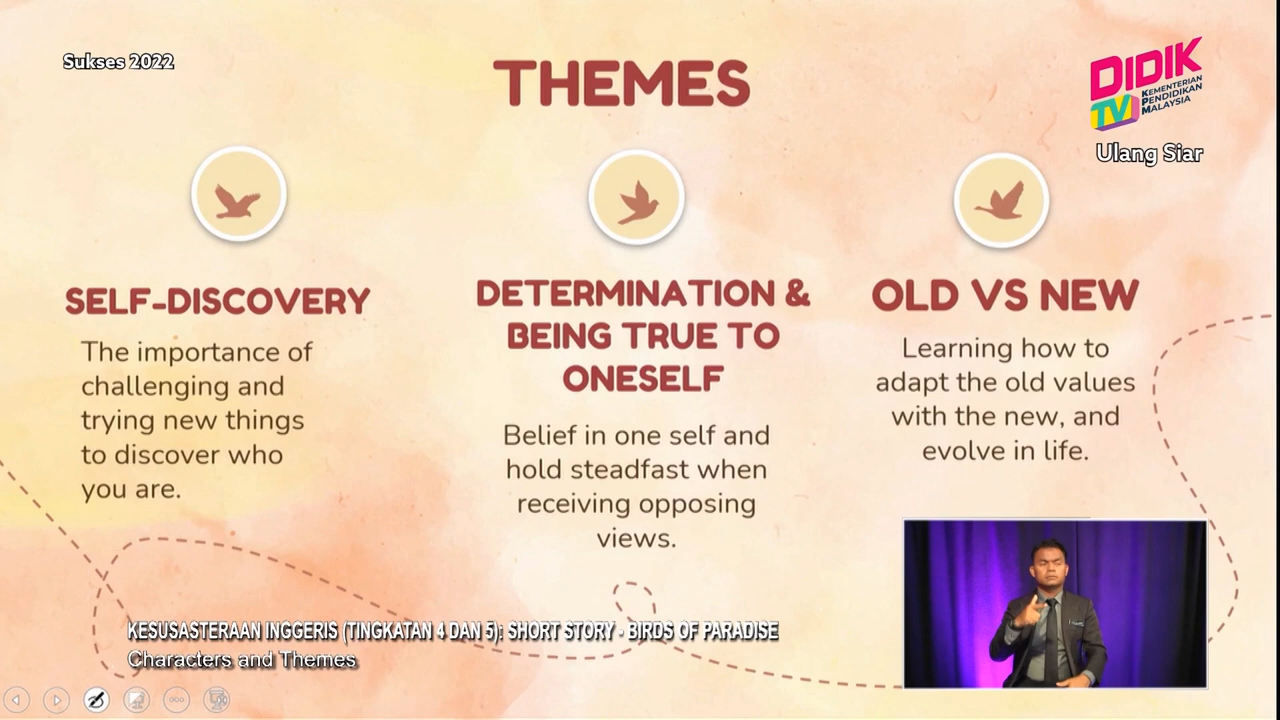 Sukses 2022
THEMES
DIDIK
TV
KEMENTERIAN
PENDIDIKAN
MALAYSIA
Ulang Siar
SELF-DISCOVERY
The importance of
challenging and
trying new things
to discover who
you are.
DETERMINATION &
BEING TRUE TO
ONESELF
Belief in one self and
hold steadfast when
receiving opposing
views.
OLD VS NEW
Learning how to
adapt the old values
with the new, and
evolve in life.
KESUSASTERAAN INGGERIS (TINGKATAN 4 DAN 5): SHORT STORY - BIRDS OF PARADISE
Characters and Themes